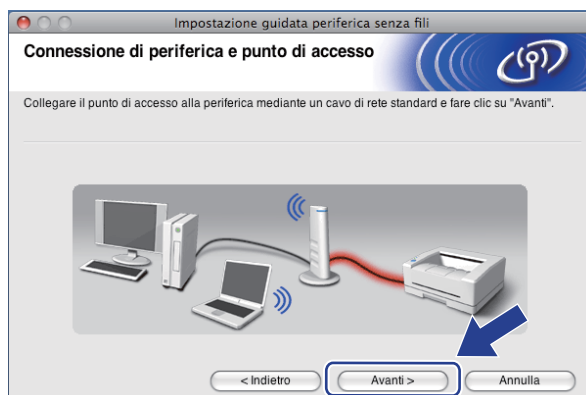 Impostazione guidata periferica senza fili
Connessione di periferica e punto di accesso
Collegare il punto di accesso alla periferica mediante un cavo di rete standard e fare clic su "Avanti".
< Indietro
Avanti >
Annulla